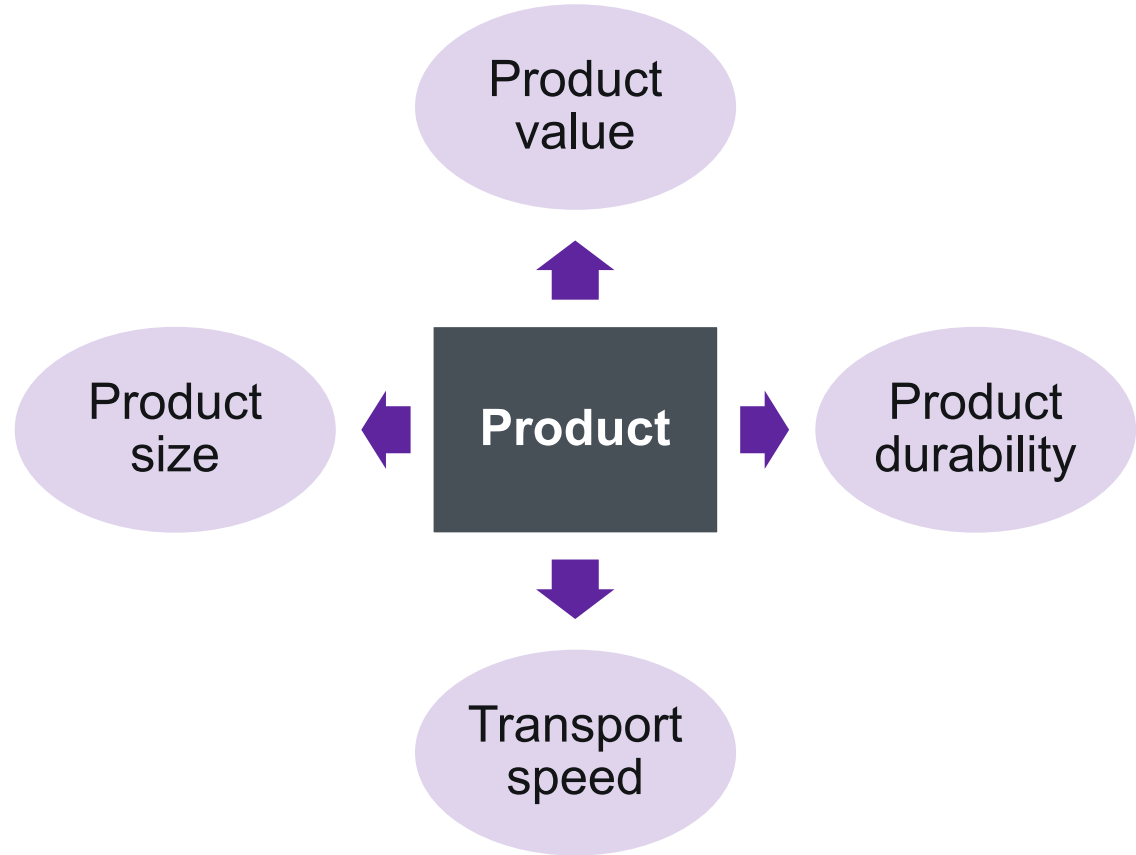 Product
value
Product
size
Product
Product
durability
Transport
speed